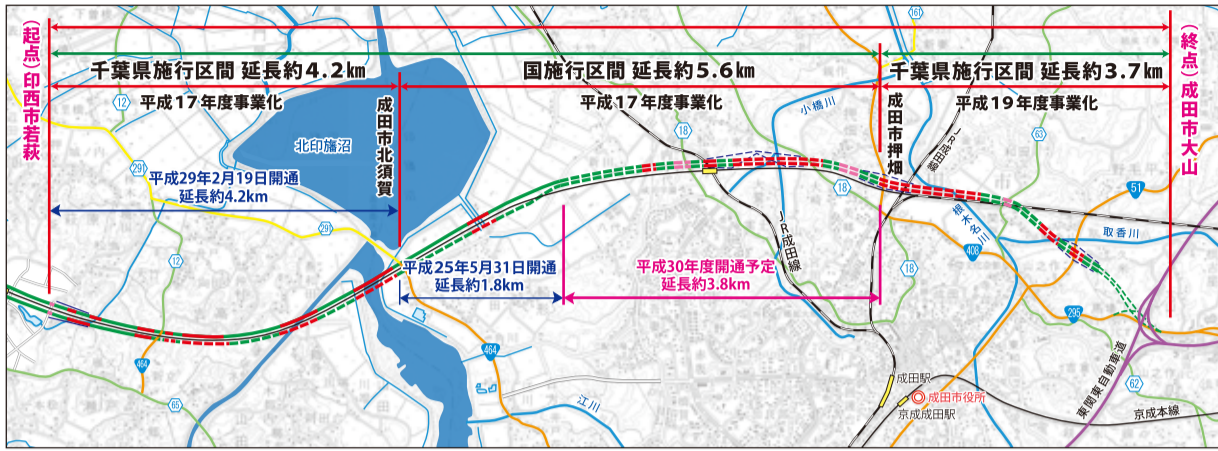 (起点)印西市若萩
(終点)成田市大山
千葉県施行区間 延長約4.2km
国施行区間 延長約5.6km
千葉県施行区間 延長約3.7km
平成17年度事業化
平成17年度事業化
平成19年度事業化
成田市北須賀
成田市押畑
北印旛沼
平成29年2月19日開通
延長約4.2km
平成25年5月31日開通
延長約1.8km
平成30年度開通予定
延長約3.8km
小橋川
JR成田線
JR成田線
根木名川
取香川
江川
成田駅
成田市役所
京成成田駅
京成本線
東関東自動車道
12
291
291
12
464
65
464
18
18
18
161
63
51
408
295
62